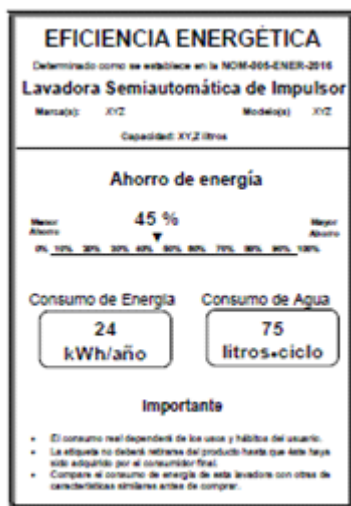 EFICIENCIA ENERGÉTICA
Determinado como se establece en la NOM-005-ENER-2016
Lavadora Semiautomática de Impulsor
Marca(s): XYZ Modelo(s) XYZ
Capacidad: XY,Z litros
Ahorro de energía
45 %
Menor Ahorro Mayor Ahorro
0% 10% 20% 30% 40% 50% 60% 70% 80% 90% 100%
Consumo de Energía Consumo de Agua
24 75
kWh/año litros•ciclo
Importante
• El consumo real dependerá de los usos y hábitos del usuario.
• La etiqueta no deberá retirarse del producto hasta que éste haya
sido adquirido por el consumidor final.
• Compare el consumo de energía de esta lavadora con otras de
características similares antes de comprar.